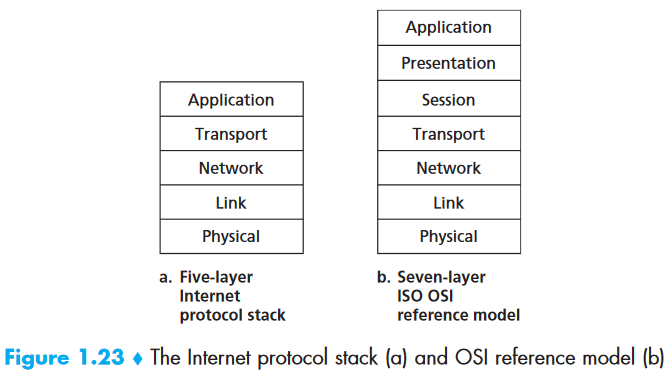 Application
Transport
Network
Link
Physical
a. Five-layer
Internet
protocol stack
Application
Presentation
Session
Transport
Network
Link
Physical
b. Seven-layer
ISO OSI
reference model
Figure 1.23 ♦ The Internet protocol stack (a) and OSI reference model (b)